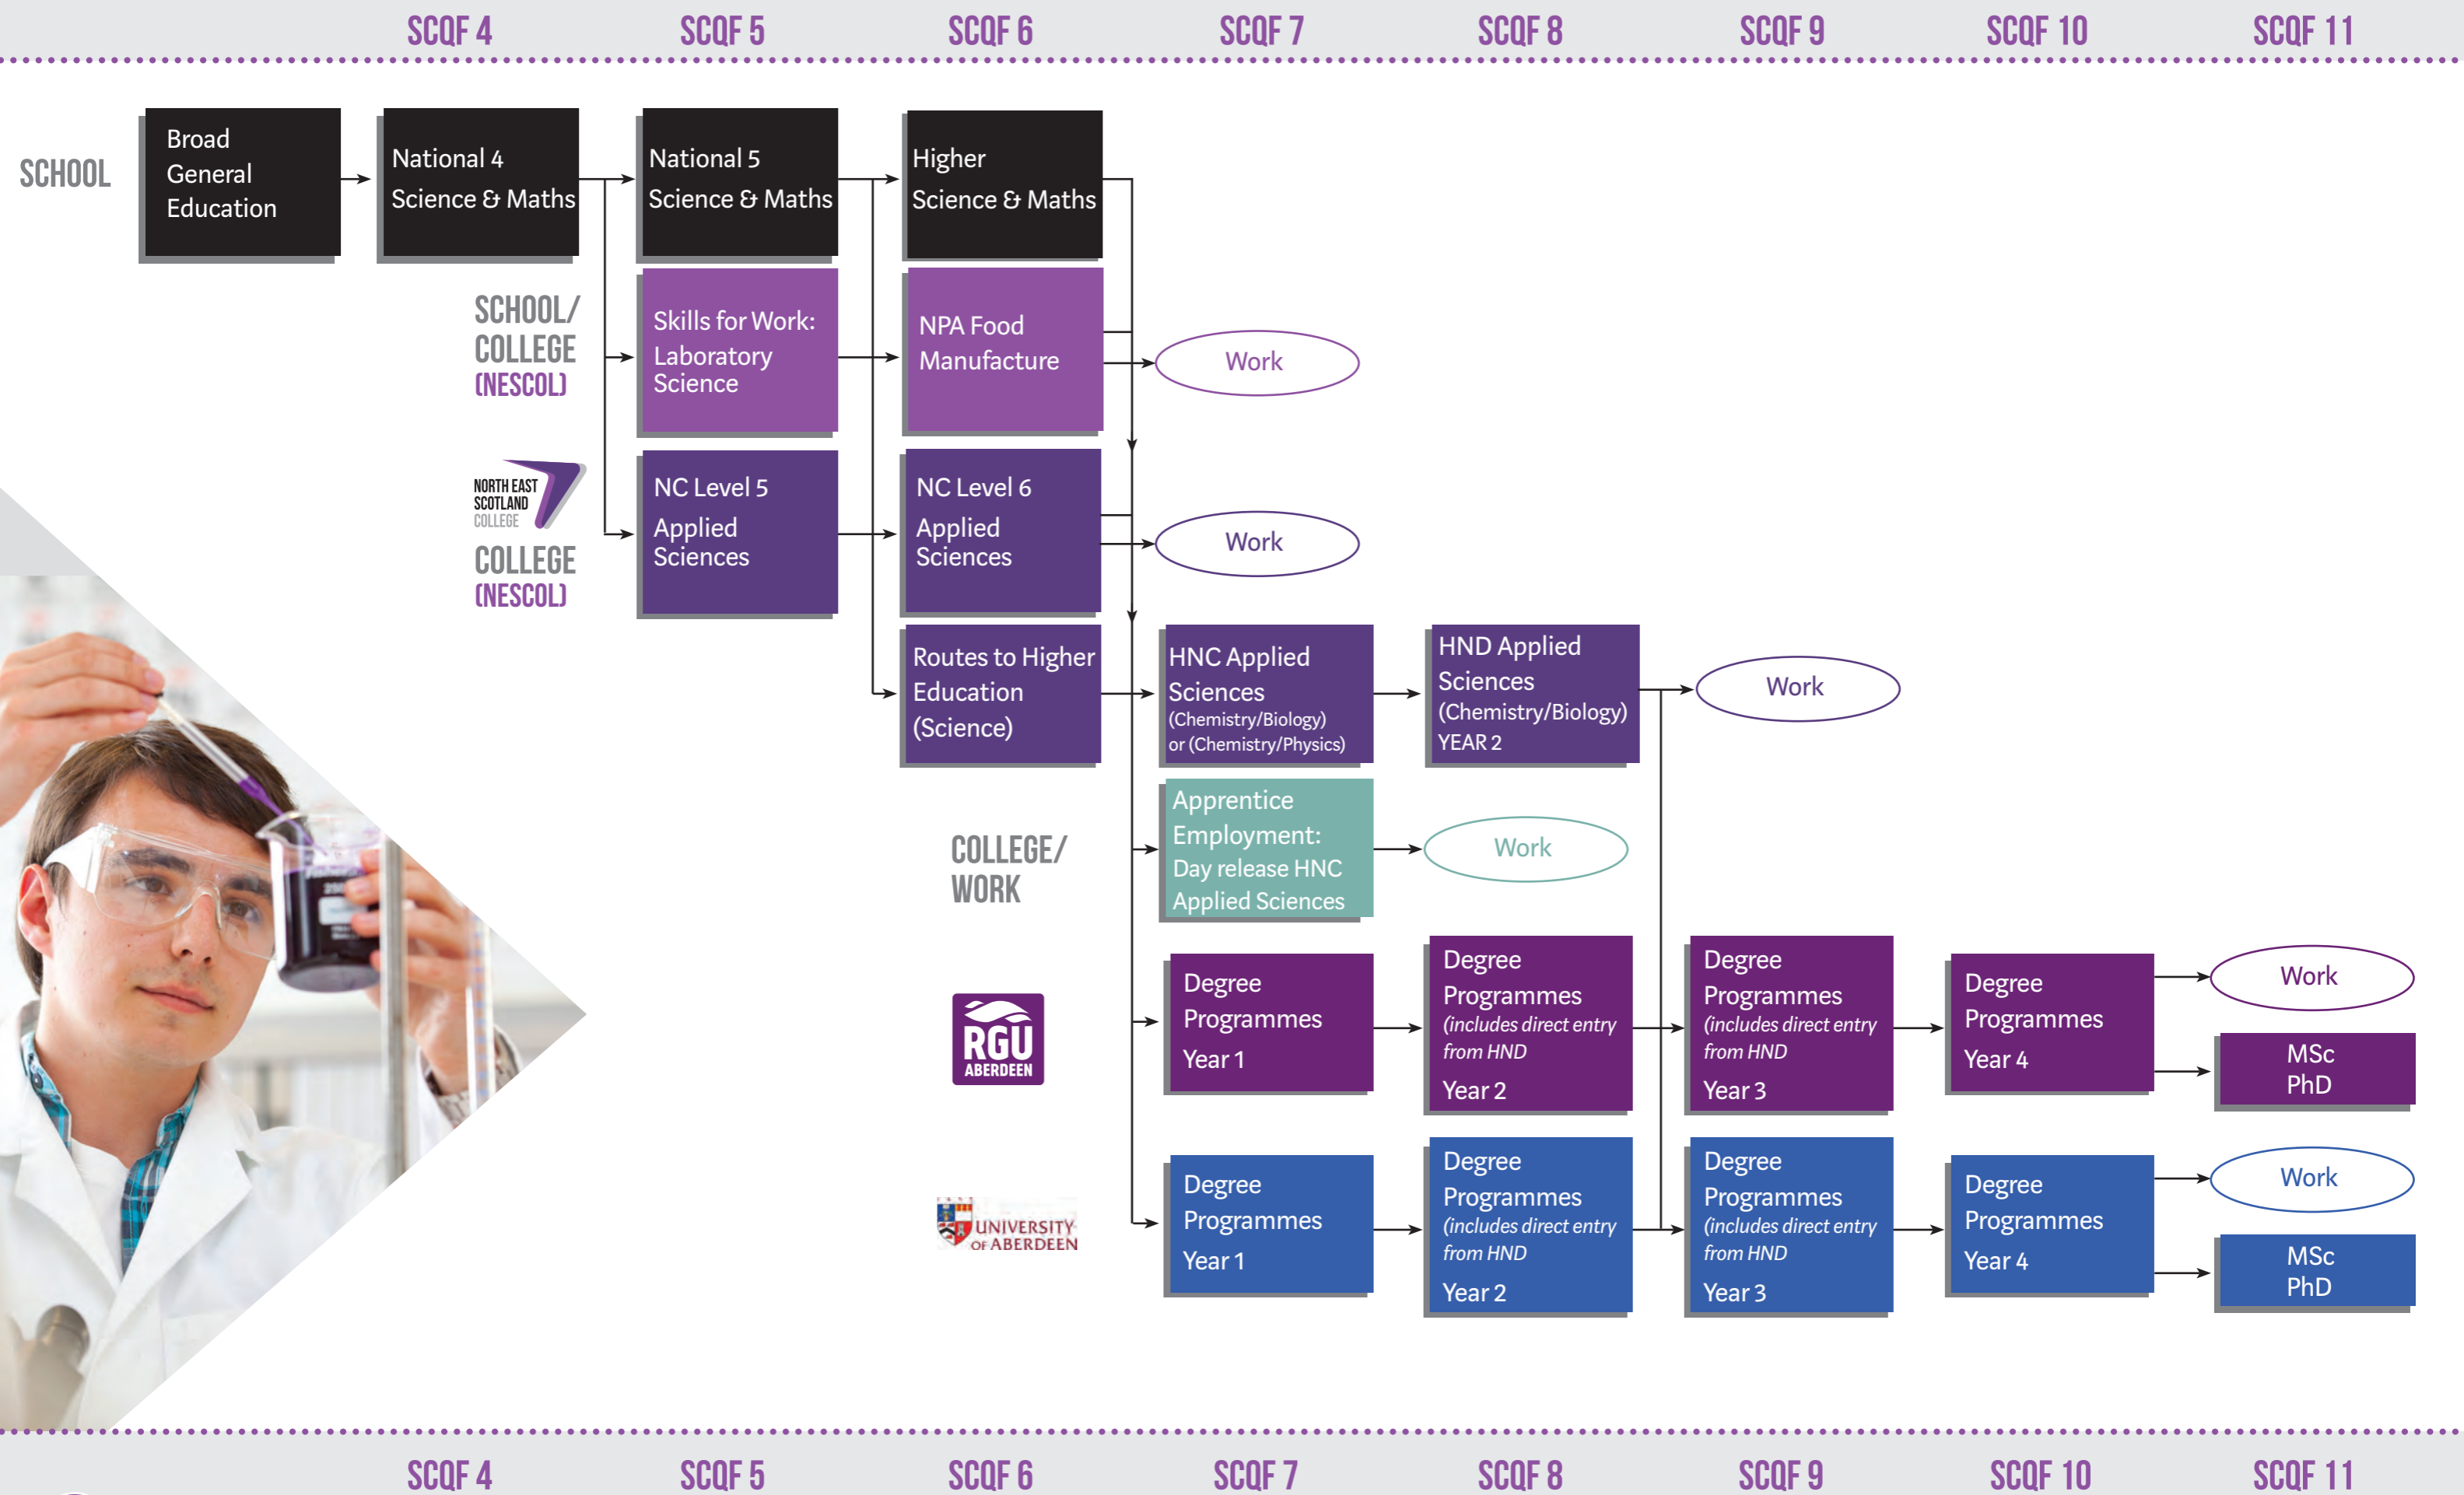 SCQF 4
SCQF 5
SCQF 6
SCQF 7
SCQF 8
SCQF 9
SCQF 10
SCQF 11
SCHOOL
Broad
General
Education
National 4
Science & Maths
National 5
Science & Maths
Higher
Science & Maths
SCHOOL/
COLLEGE
(NESCOL)
Skills for Work:
Laboratory
Science
NPA Food
Manufacture
Work
NORTH EAST
SCOTLAND
COLLEGE
COLLEGE
(NESCOL)
NC Level 5
Applied
Sciences
NC Level 6
Applied
Sciences
Work
Routes to Higher
Education
(Science)
HNC Applied
Sciences
(Chemistry/Biology)
or (Chemistry/Physics)
HND Applied
Sciences
(Chemistry/Biology)
YEAR 2
Work
COLLEGE/
WORK
Apprentice
Employment:
Day release HNC
Applied Sciences
Work
RGU
ABERDEEN
Degree
Programmes
Year 1
Degree
Programmes
(includes direct entry
from HND
Year 2
Degree
Programmes
(includes direct entry
from HND
Year 3
Degree
Programmes
Year 4
Work
MSc
PhD
UNIVERSITY
OF ABERDEEN
Degree
Programmes
Year 1
Degree
Programmes
(includes direct entry
from HND
Year 2
Degree
Programmes
(includes direct entry
from HND
Year 3
Degree
Programmes
Year 4
Work
MSc
PhD
SCQF 4
SCQF 5
SCQF 6
SCQF 7
SCQF 8
SCQF 9
SCQF 10
SCQF 11